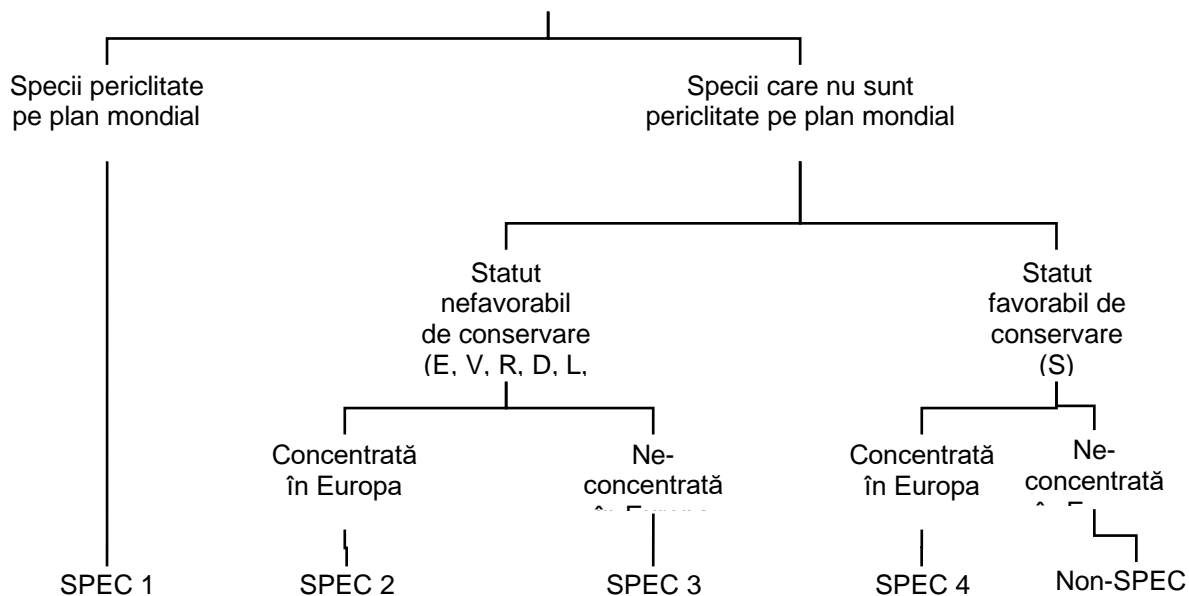 Specii periclitate
pe plan mondial
Specii care nu sunt
periclitate pe plan mondial
Statut
nefavorabil
de conservare
(E, V, R, D, L,
Statut
favorabil de
conservare
(S)
Concentrată
în Europa
Ne-
concentrată
Concentrată
în Europa
Ne-
concentrată
SPEC 1
SPEC 2
SPEC 3
SPEC 4
Non-SPEC